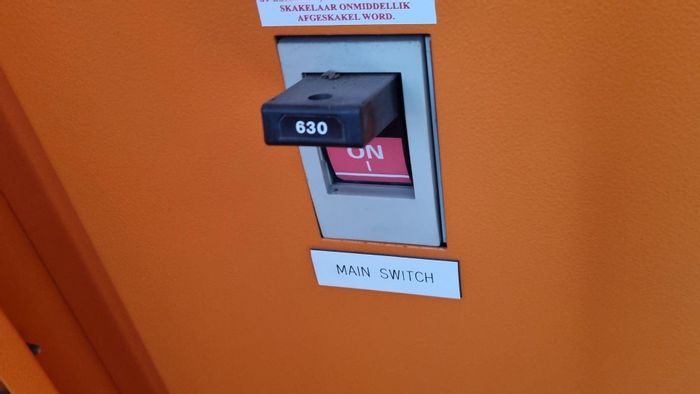 SKAKELAAR ONMIDDELLIK
AFGESKAKEL WORD.
630
ON
I
MAIN SWITCH